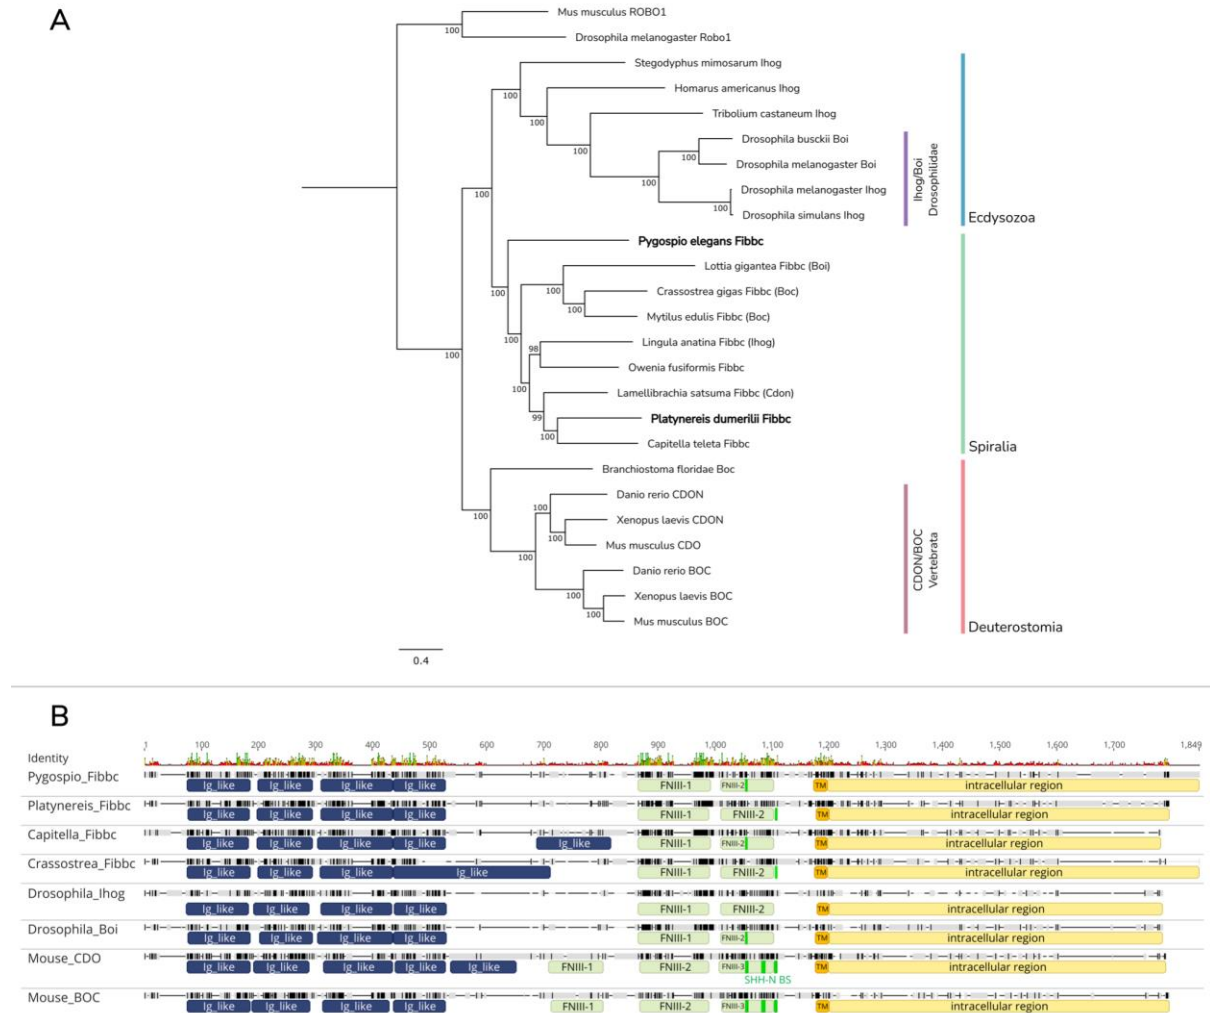 A
Mus musculus ROBO1
100
Drosophila melanogaster Robo1
Stegodyphus mimosarum Ihog
100
Homarus americanus Ihog
100
Tribolium castaneum Ihog
100
Drosophila busckii Boi
100
Drosophila melanogaster Boi
100
Drosophila melanogaster Ihog
100
Drosophila simulans Ihog
Ihog/Boi
Drosophilidae
Ecdysozoa
100
Pygospio elegans Fibbc
100
Lottia gigantea Fibbc (Boi)
100
Crassostrea gigas Fibbc (Boc)
100
Mytilus edulis Fibbc (Boc)
100
Lingula anatina Fibbc (Ihog)
98
Owenia fusiformis Fibbc
100
Lamellibrachia satsuma Fibbc (Cdon)
99
Platynereis dumerilii Fibbc
100
Capitella teleta Fibbc
Spiralia
100
Branchiostoma floridae Boc
100
Danio rerio CDON
100
Xenopus laevis CDON
100
Mus musculus CDO
100
Danio rerio BOC
100
Xenopus laevis BOC
100
Mus musculus BOC
CDON/BOC
Vertebrata
Deuterostomia
0.4
B
1 100 200 300 400 500 600 700 800 900 1,000 1,100 1,200 1,300 1,400 1,500 1,600 1,700 1,849
Identity
Pygospio_Fibbc
Ig_like Ig_like Ig_like Ig_like FNIII-1 FNIII-2 TM intracellular region
Platynereis_Fibbc
Ig_like Ig_like Ig_like Ig_like FNIII-1 FNIII-2 TM intracellular region
Capitella_Fibbc
Ig_like Ig_like Ig_like Ig_like Ig_like FNIII-1 FNIII-2 TM intracellular region
Crassostrea_Fibbc
Ig_like Ig_like Ig_like Ig_like FNIII-1 FNIII-2 TM intracellular region
Drosophila_Ihog
Ig_like Ig_like Ig_like Ig_like FNIII-1 FNIII-2 TM intracellular region
Drosophila_Boi
Ig_like Ig_like Ig_like Ig_like FNIII-1 FNIII-2 TM intracellular region
Mouse_CDO
Ig_like Ig_like Ig_like Ig_like Ig_like FNIII-1 FNIII-2 FNIII-3 TM intracellular region
SHH-N BS
Mouse_BOC
Ig_like Ig_like Ig_like Ig_like FNIII-1 FNIII-2 FNIII-3 TM intracellular region